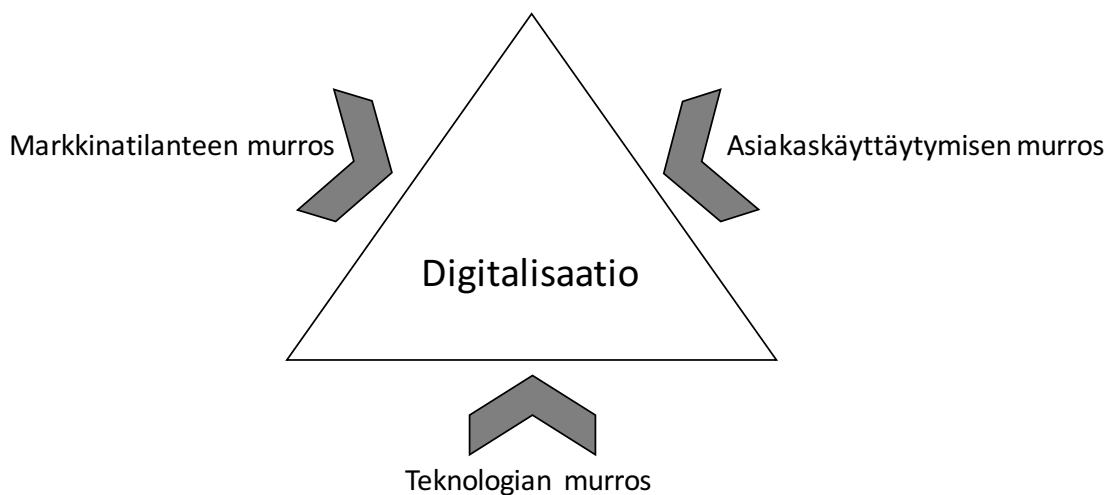 Markkinatilanteen murros
Asiakaskäyttäytymisen murros
Digitalisaatio
Teknologian murros